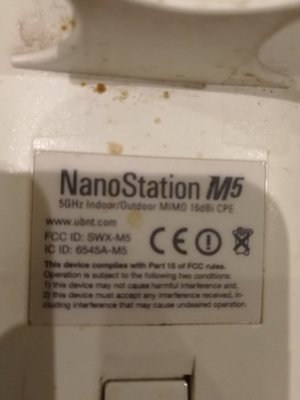 NanoStation M5
5GHz Indoor/Outdoor MIMO 16dBi CPE
www.ubnt.com
FCC ID: SWX-M5
IC ID: 6545A-M5
CE
This device complies with Part 15 of FCC rules.
Operation is subject to the following two conditions:
1) this device may not cause harmful interference and,
2) this device must accept any interference received, in-
cluding interference that may cause undesired operation.